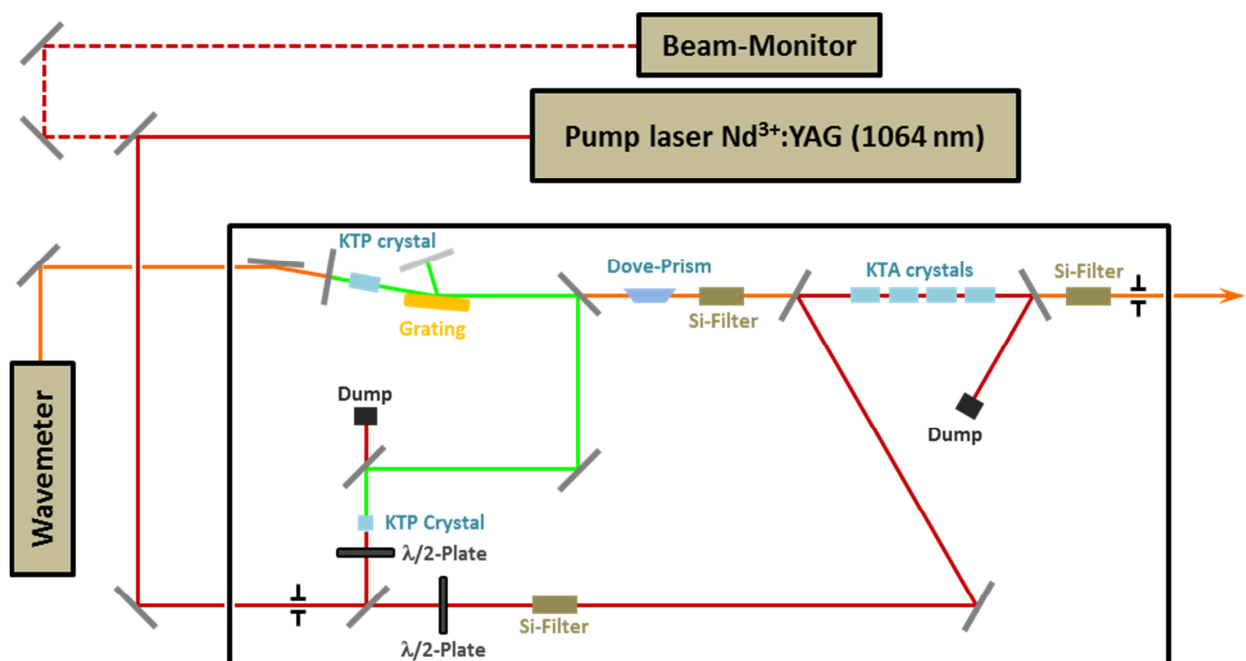 Beam-Monitor
Pump laser Nd³⁺:YAG (1064 nm)
KTP crystal
Dove-Prism
KTA crystals
Si-Filter
Si-Filter
Grating
Dump
Dump
Wavemeter
KTP Crystal
λ/2-Plate
Si-Filter
λ/2-Plate